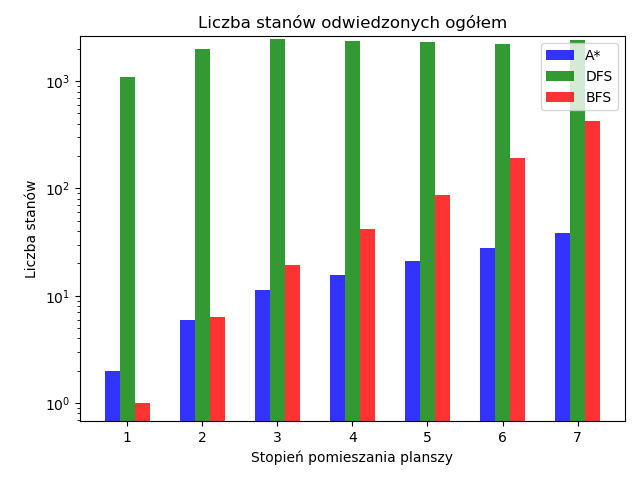 Liczba stanów odwiedzonych ogółem
Liczba stanów
10³
10²
10¹
10⁰
A*
DFS
BFS
1 2 3 4 5 6 7
Stopień pomieszania planszy